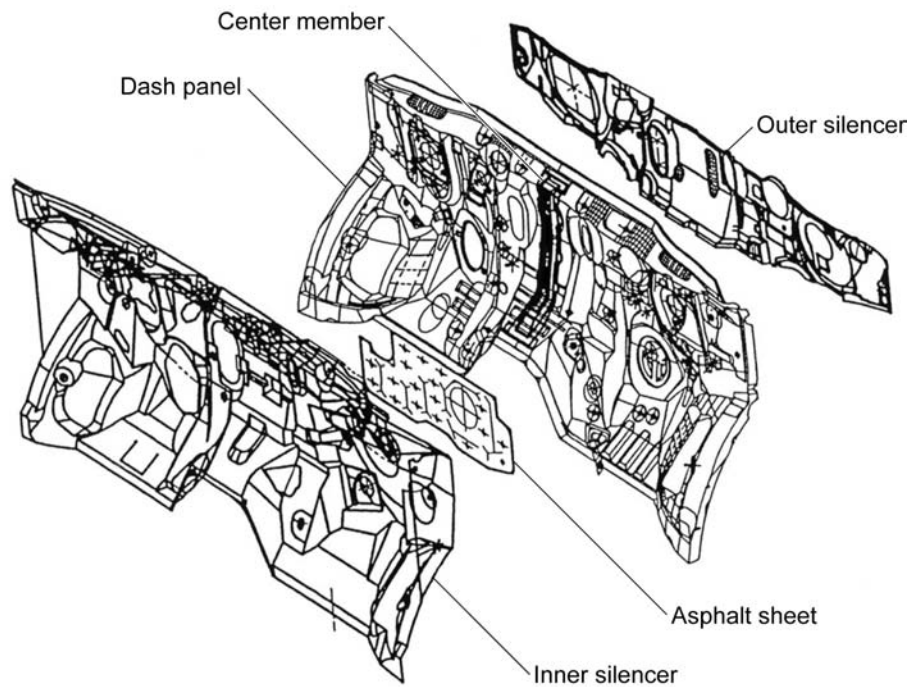 Center member
Dash panel
Outer silencer
Asphalt sheet
Inner silencer